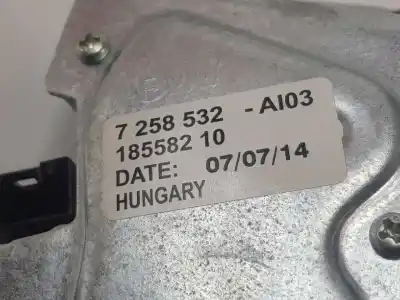 7 258 532 - AI03
185582 10
DATE: 07/07/14
HUNGARY